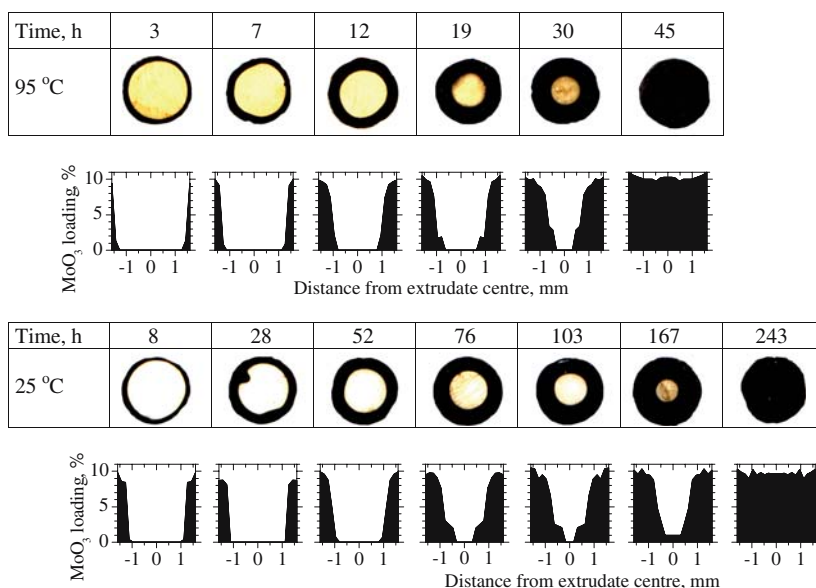 Time, h 3 7 12 19 30 45
95 °C
MoO₃ loading, %
10
5
0
-1 0 1 -1 0 1 -1 0 1 -1 0 1 -1 0 1 -1 0 1
Distance from extrudate centre, mm
Time, h 8 28 52 76 103 167 243
25 °C
MoO₃ loading, %
10
5
0
-1 0 1 -1 0 1 -1 0 1 -1 0 1 -1 0 1 -1 0 1 -1 0 1
Distance from extrudate centre, mm